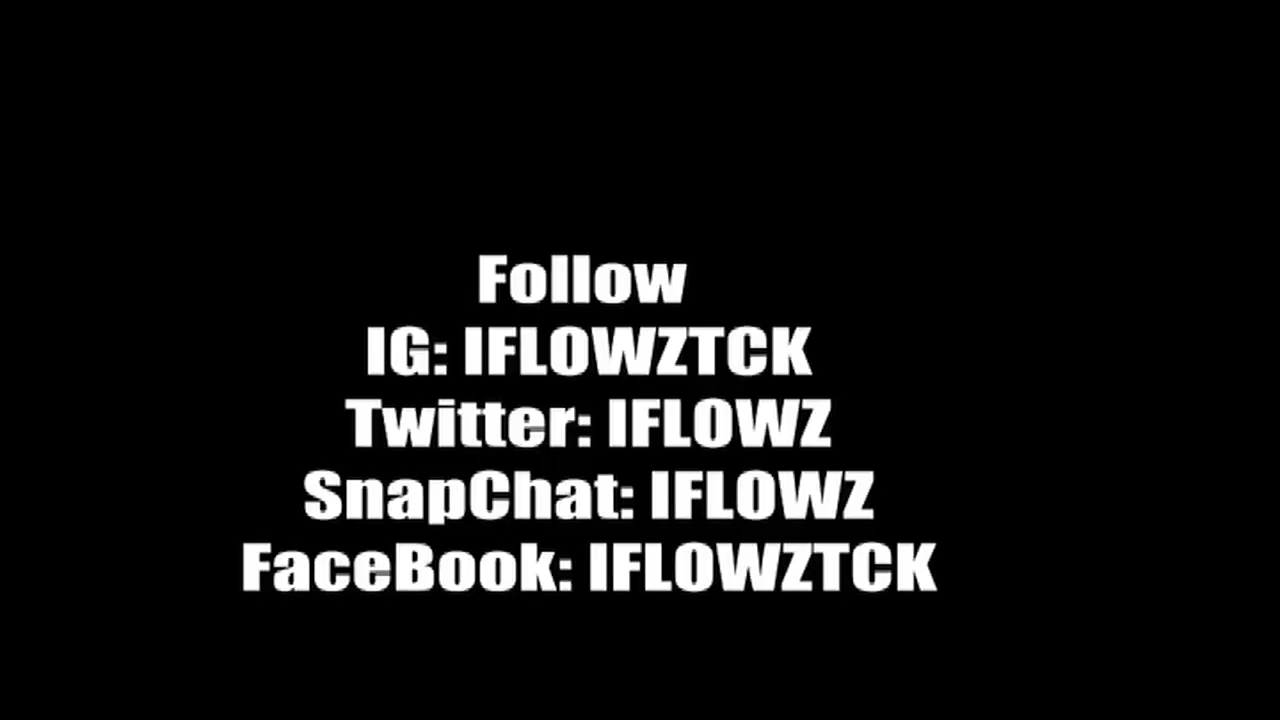 Follow
IG: IFLOWZTCK
Twitter: IFLOWZ
SnapChat: IFLOWZ
FaceBook: IFLOWZTCK